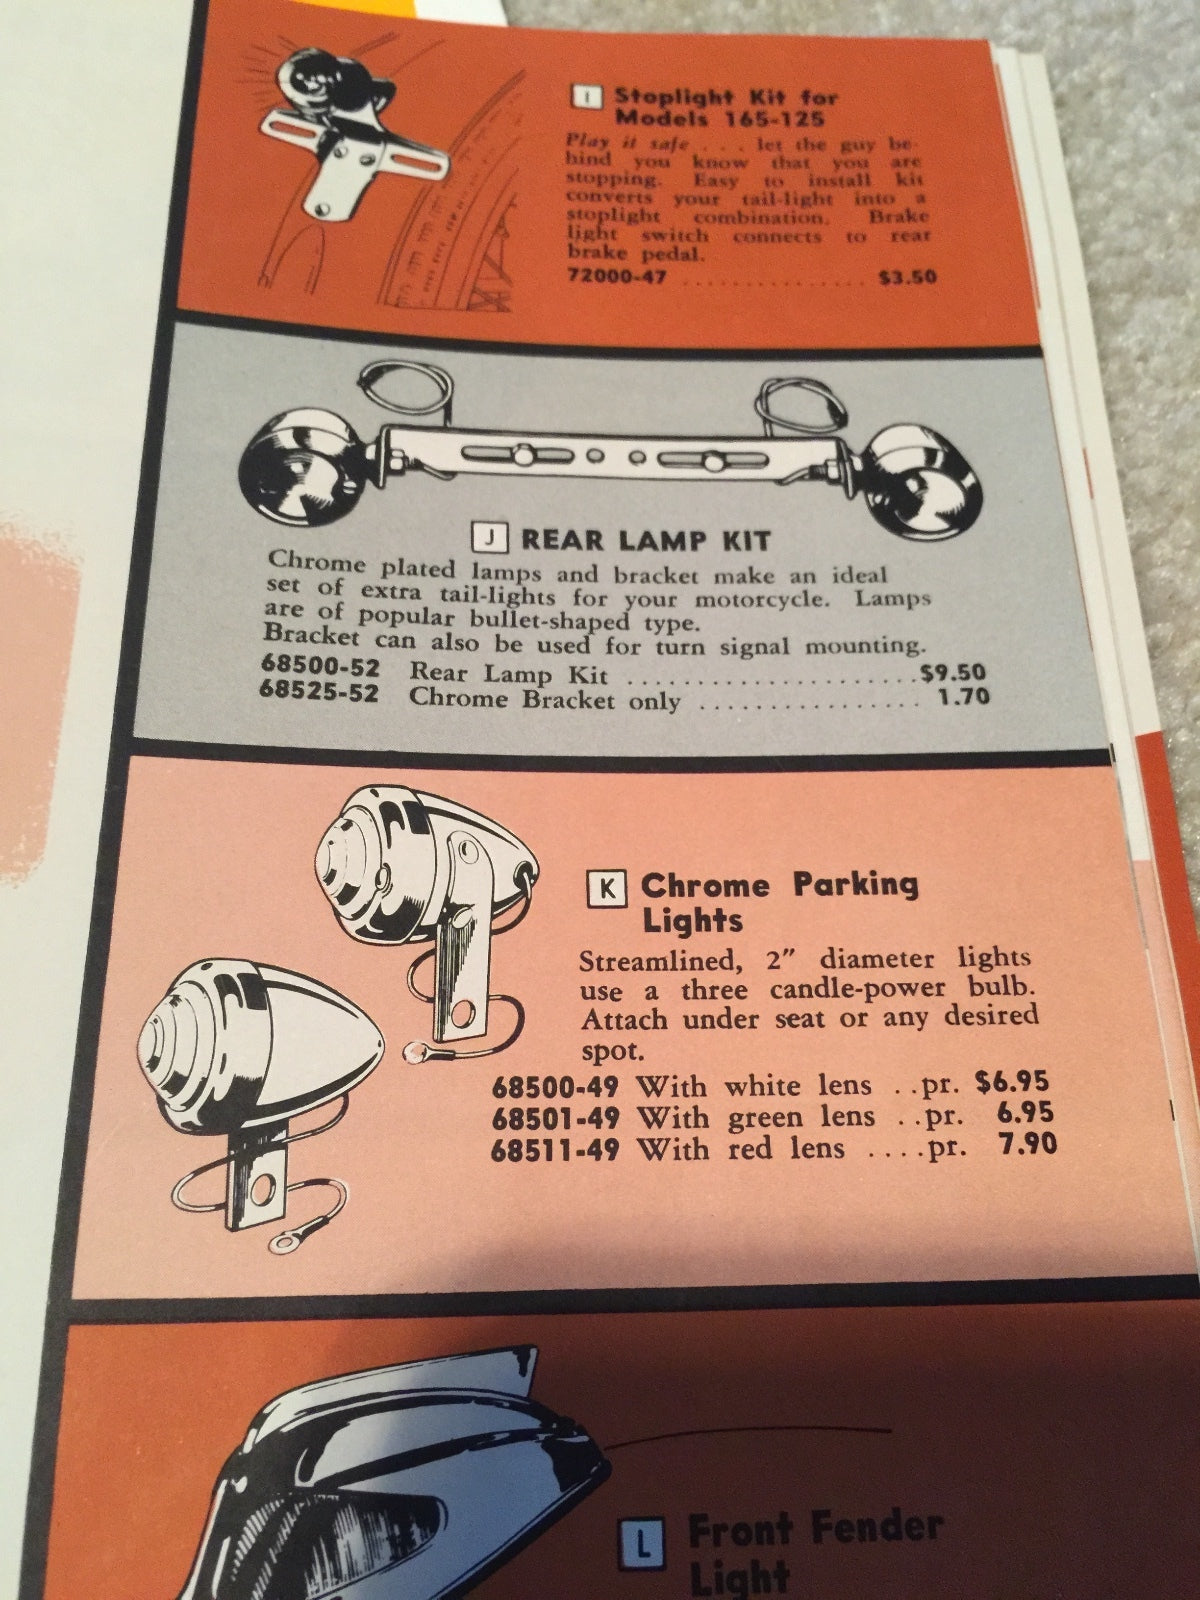 I Stoplight Kit for
Models 165-125
Play it safe . . . let the guy be-
hind you know that you are
stopping. Easy to install kit
converts your tail-light into a
stoplight combination. Brake
light switch connects to rear
brake pedal.
72000-47 ............... $3.50
J REAR LAMP KIT
Chrome plated lamps and bracket make an ideal
set of extra tail-lights for your motorcycle. Lamps
are of popular bullet-shaped type.
Bracket can also be used for turn signal mounting.
68500-52 Rear Lamp Kit .....................$9.50
68525-52 Chrome Bracket only ................ 1.70
K Chrome Parking
Lights
Streamlined, 2" diameter lights
use a three candle-power bulb.
Attach under seat or any desired
spot.
68500-49 With white lens ..pr. $6.95
68501-49 With green lens ..pr. 6.95
68511-49 With red lens ....pr. 7.90
L Front Fender
Light